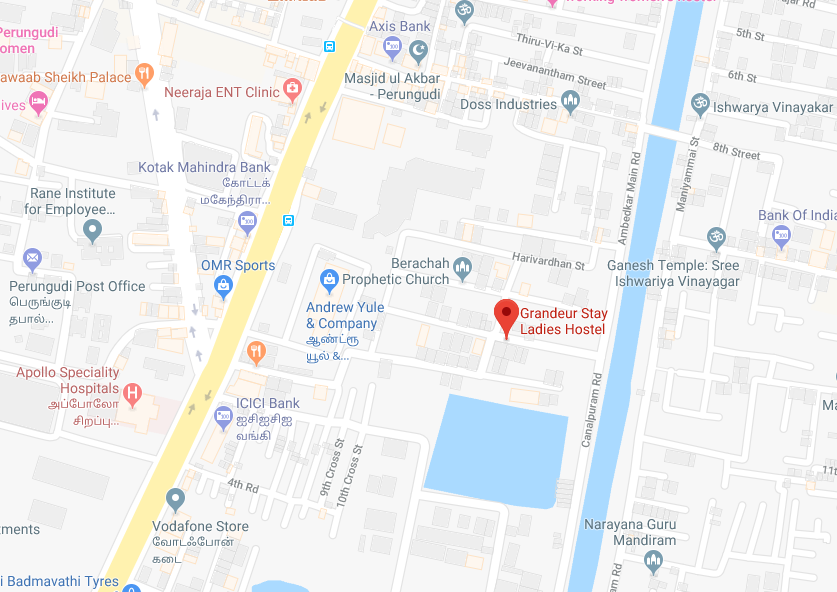 Axis Bank
Thiru-Vi-Ka St
5th St
Perungudi
omen
Masjid ul Akbar
- Perungudi
Jeevanantham Street
6th St
awaab Sheikh Palace
Neeraja ENT Clinic
Doss Industries
Ishwarya Vinayakar
ives
8th Street
Maniyammai St
Ambedkar Main Rd
Kotak Mahindra Bank
கோட்டக்
மகேந்திரா...
Rane Institute
for Employee...
Bank Of India
Harivardhan St
Berachah
Prophetic Church
Ganesh Temple: Sree
Ishwariya Vinayagar
OMR Sports
Perungudi Post Office
பெருங்குடி
தபால்...
Andrew Yule
& Company
ஆண்ட்ரூ
யூல் &...
Grandeur Stay
Ladies Hostel
Apollo Speciality
Hospitals
அப்போலோ
சிறப்பு...
ICICI Bank
ஐசிஐசிஐ
வங்கி
Canalpuram Rd
Ma
9th Cross St
10th Cross St
4th Rd
11t
Vodafone Store
வோடஃபோன்
கடை
tments
Narayana Guru
Mandiram
i Badmavathi Tyres
m Rd